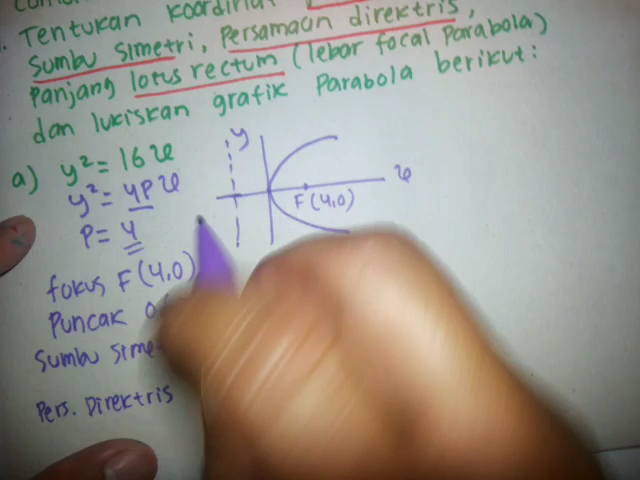 Tentukan koordinat
Sumbu simetri, Persamaan direktris,
panjang lotus rectum (lebar focal Parabola)
dan lukiskan grafik Parabola berikut:
a) y² = 16x
y² = 4px
p = 4
y
x
F(4,0)
fokus F(4,0)
Puncak
Sumbu
Pers. Direktris